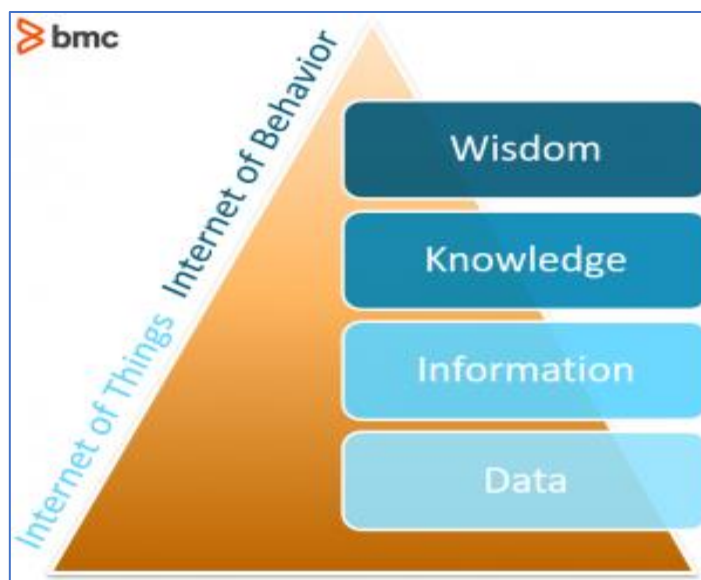 bmc
Internet of Behavior
Internet of Things
Wisdom
Knowledge
Information
Data